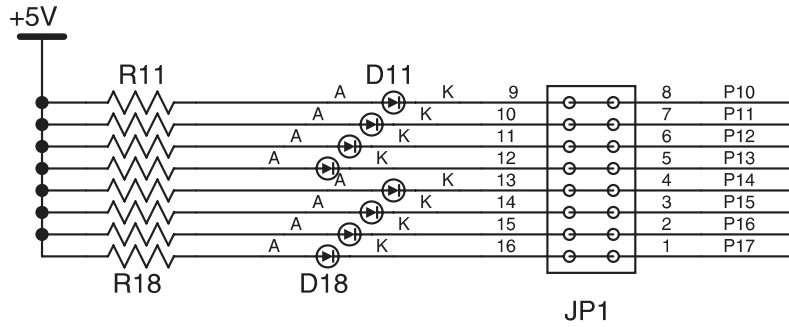 +5V
R11 D11
A K 9 8 P10
A K 10 7 P11
A K 11 6 P12
A K 12 5 P13
A K 13 4 P14
A K 14 3 P15
A K 15 2 P16
A K 16 1 P17
R18 D18
JP1